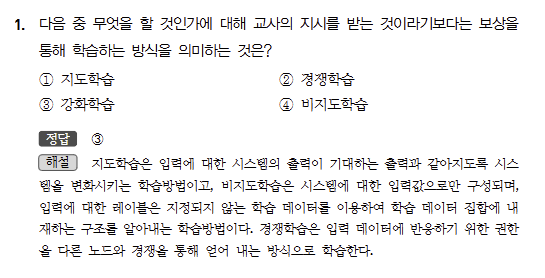 1. 다음 중 무엇을 할 것인가에 대해 교사의 지시를 받는 것이라기보다는 보상을
통해 학습하는 방식을 의미하는 것은?
① 지도학습 ② 경쟁학습
③ 강화학습 ④ 비지도학습
정답 ③
해설 지도학습은 입력에 대한 시스템의 출력이 기대하는 출력과 같아지도록 시스
템을 변화시키는 학습방법이고, 비지도학습은 시스템에 대한 입력값으로만 구성되며,
입력에 대한 레이블은 지정되지 않는 학습 데이터를 이용하여 학습 데이터 집합에 내
재하는 구조를 알아내는 학습방법이다. 경쟁학습은 입력 데이터에 반응하기 위한 권한
을 다른 노드와 경쟁을 통해 얻어 내는 방식으로 학습한다.